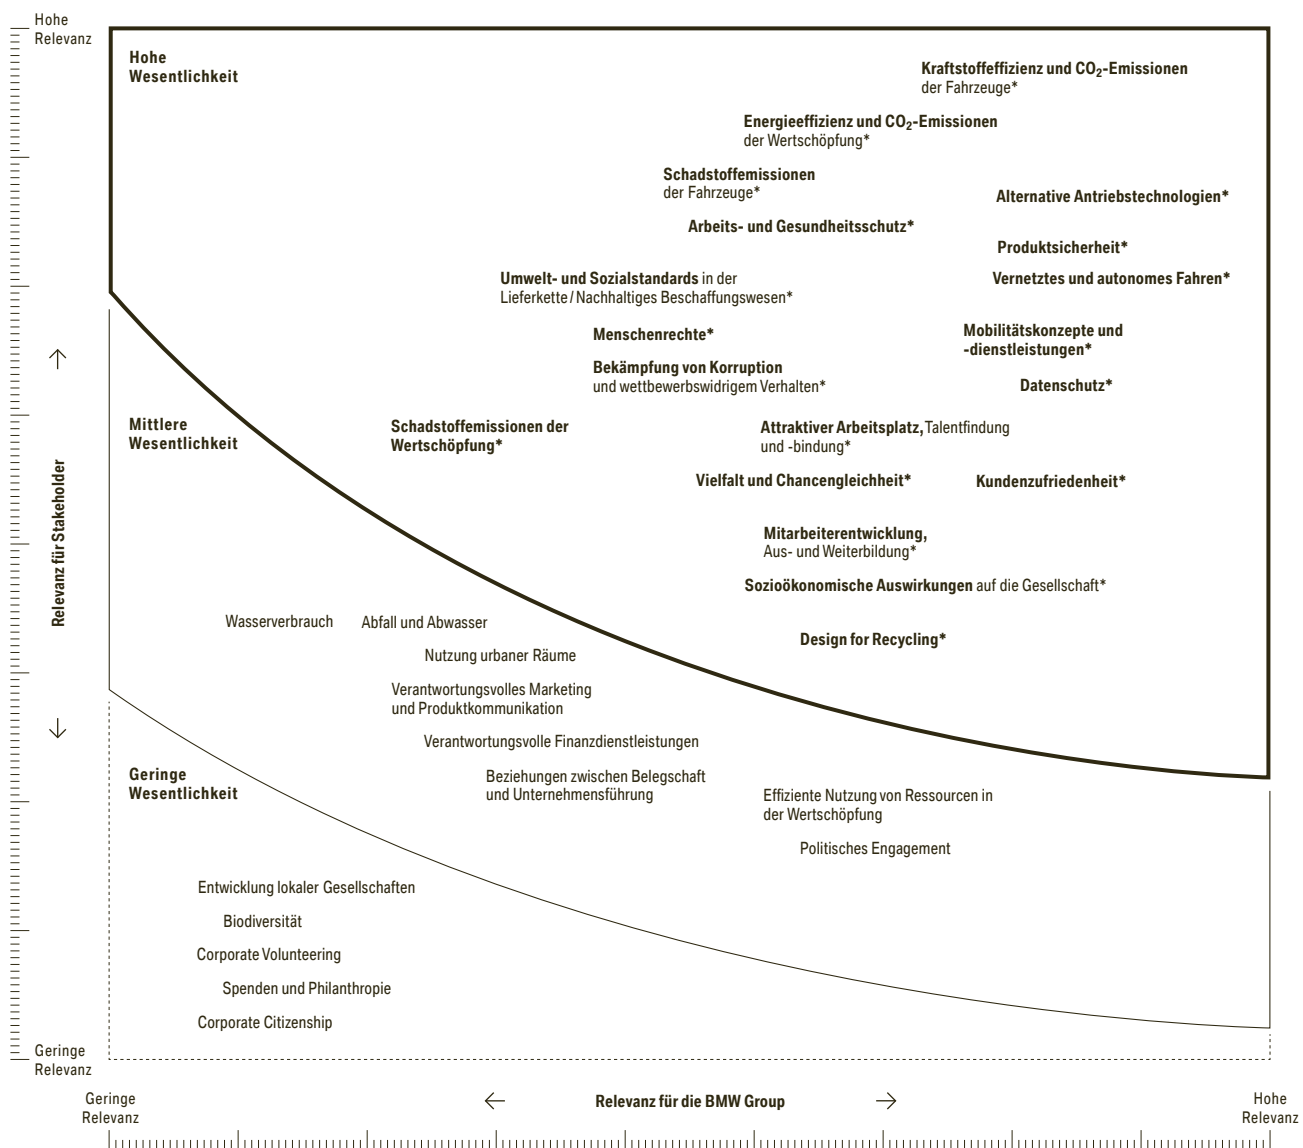 Hohe
Relevanz
Hohe
Wesentlichkeit
Kraftstoffeffizienz und CO₂-Emissionen
der Fahrzeuge*
Energieeffizienz und CO₂-Emissionen
der Wertschöpfung*
Schadstoffemissionen
der Fahrzeuge*
Alternative Antriebstechnologien*
Arbeits- und Gesundheitsschutz*
Produktsicherheit*
Umwelt- und Sozialstandards in der
Lieferkette / Nachhaltiges Beschaffungswesen*
Vernetztes und autonomes Fahren*
Menschenrechte*
Mobilitätskonzepte und
-dienstleistungen*
Bekämpfung von Korruption
und wettbewerbswidrigem Verhalten*
Datenschutz*
Mittlere
Wesentlichkeit
Schadstoffemissionen der
Wertschöpfung*
Attraktiver Arbeitsplatz, Talentfindung
und -bindung*
Vielfalt und Chancengleichheit*
Kundenzufriedenheit*
Mitarbeiterentwicklung,
Aus- und Weiterbildung*
Sozioökonomische Auswirkungen auf die Gesellschaft*
Design for Recycling*
Relevanz für Stakeholder
Wasserverbrauch
Abfall und Abwasser
Nutzung urbaner Räume
Verantwortungsvolles Marketing
und Produktkommunikation
Verantwortungsvolle Finanzdienstleistungen
Geringe
Wesentlichkeit
Beziehungen zwischen Belegschaft
und Unternehmensführung
Effiziente Nutzung von Ressourcen in
der Wertschöpfung
Politisches Engagement
Entwicklung lokaler Gesellschaften
Biodiversität
Corporate Volunteering
Spenden und Philanthropie
Corporate Citizenship
Geringe
Relevanz
Geringe
Relevanz
Relevanz für die BMW Group
Hohe
Relevanz